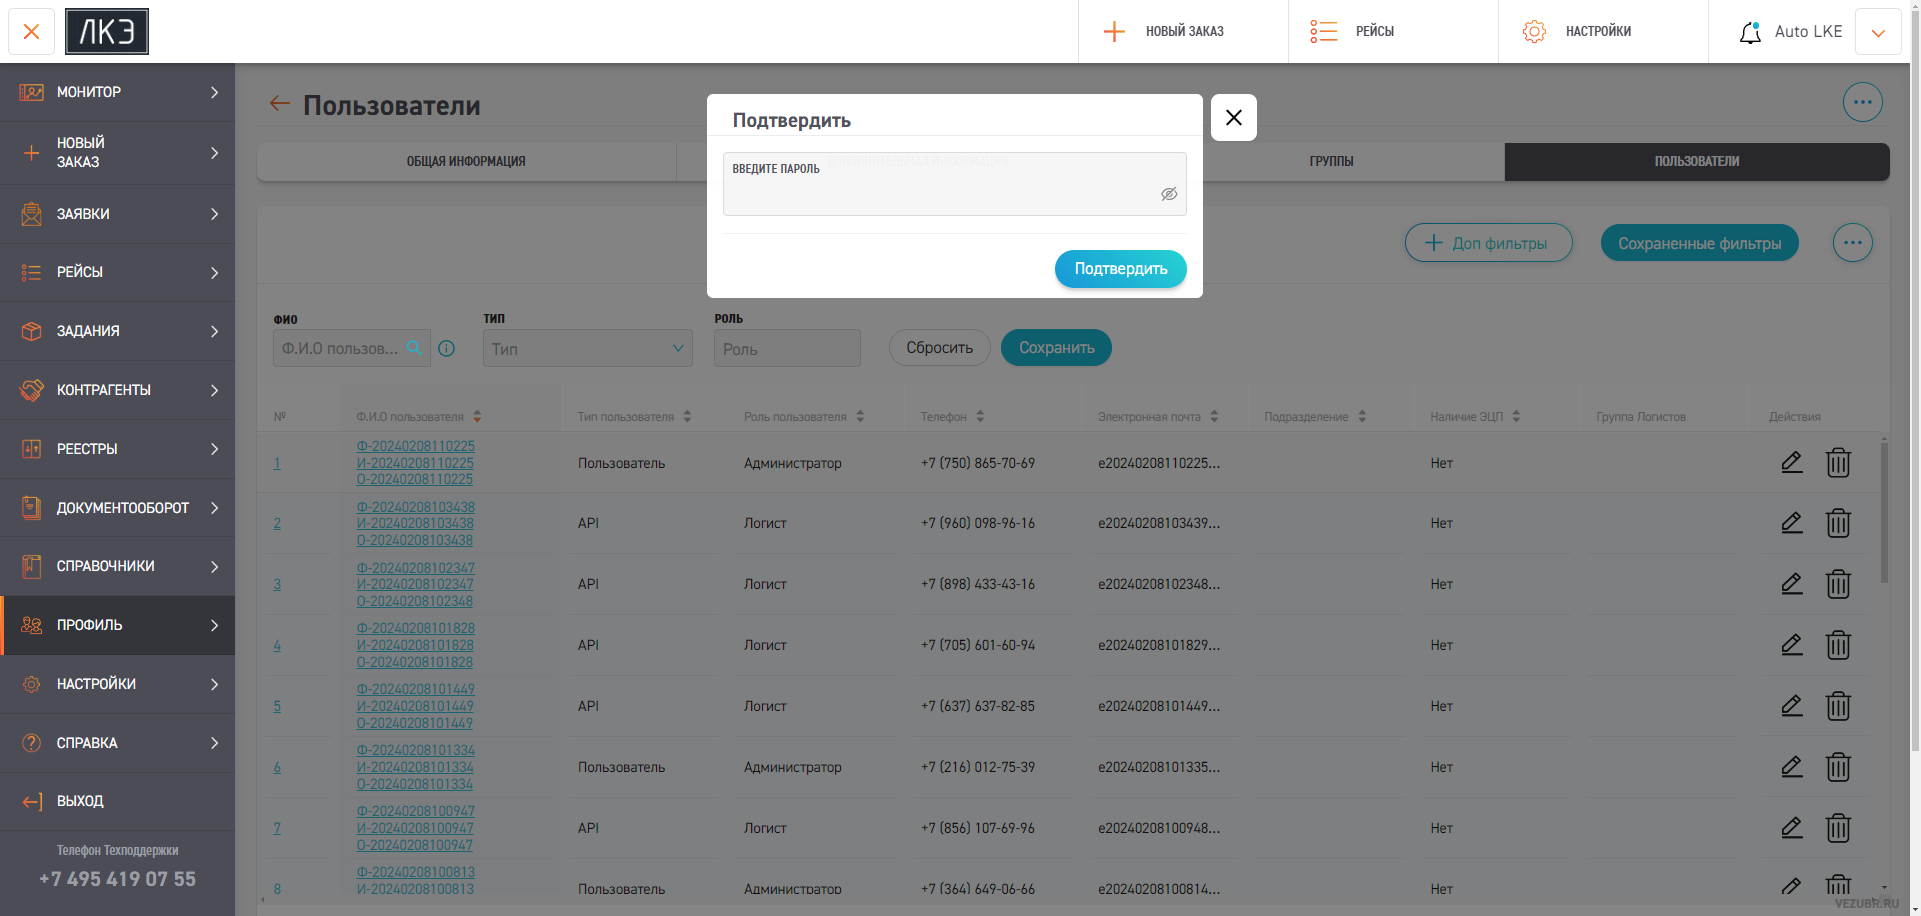 ЛКЭ
НОВЫЙ ЗАКАЗ
РЕЙСЫ
НАСТРОЙКИ
Auto LKE
МОНИТОР
НОВЫЙ
ЗАКАЗ
ЗАЯВКИ
РЕЙСЫ
ЗАДАНИЯ
КОНТРАГЕНТЫ
РЕЕСТРЫ
ДОКУМЕНТООБОРОТ
СПРАВОЧНИКИ
ПРОФИЛЬ
НАСТРОЙКИ
СПРАВКА
ВЫХОД
Телефон Техподдержки
+7 495 419 07 55
Пользователи
ОБЩАЯ ИНФОРМАЦИЯ
ГРУППЫ
ПОЛЬЗОВАТЕЛИ
Подтвердить
ВВЕДИТЕ ПАРОЛЬ
Подтвердить
Доп фильтры
Сохраненные фильтры
ФИО
ТИП
РОЛЬ
Ф.И.О пользов...
Тип
Роль
Сбросить
Сохранить
№ Ф.И.О пользователя Тип пользователя Роль пользователя Телефон Электронная почта Подразделение Наличие ЭЦП Группа Логистов Действия
Ф-20240208110225
1 И-20240208110225 Пользователь Администратор +7 (750) 865-70-69 e20240208110225... Нет
О-20240208110225
Ф-20240208103438
2 И-20240208103438 API Логист +7 (960) 098-96-16 e20240208103439... Нет
О-20240208103438
Ф-20240208102347
3 И-20240208102347 API Логист +7 (898) 433-43-16 e20240208102348... Нет
О-20240208102348
Ф-20240208101828
4 И-20240208101828 API Логист +7 (705) 601-60-94 e20240208101829... Нет
О-20240208101828
Ф-20240208101449
5 И-20240208101449 API Логист +7 (637) 637-82-85 e20240208101449... Нет
О-20240208101449
Ф-20240208101334
6 И-20240208101334 Пользователь Администратор +7 (216) 012-75-39 e20240208101335... Нет
О-20240208101334
Ф-20240208100947
7 И-20240208100947 API Логист +7 (856) 107-69-96 e20240208100948... Нет
О-20240208100947
Ф-20240208100813
8 И-20240208100813 Пользователь Администратор +7 (364) 649-06-66 e20240208100814... Нет
VEZUBR.RU